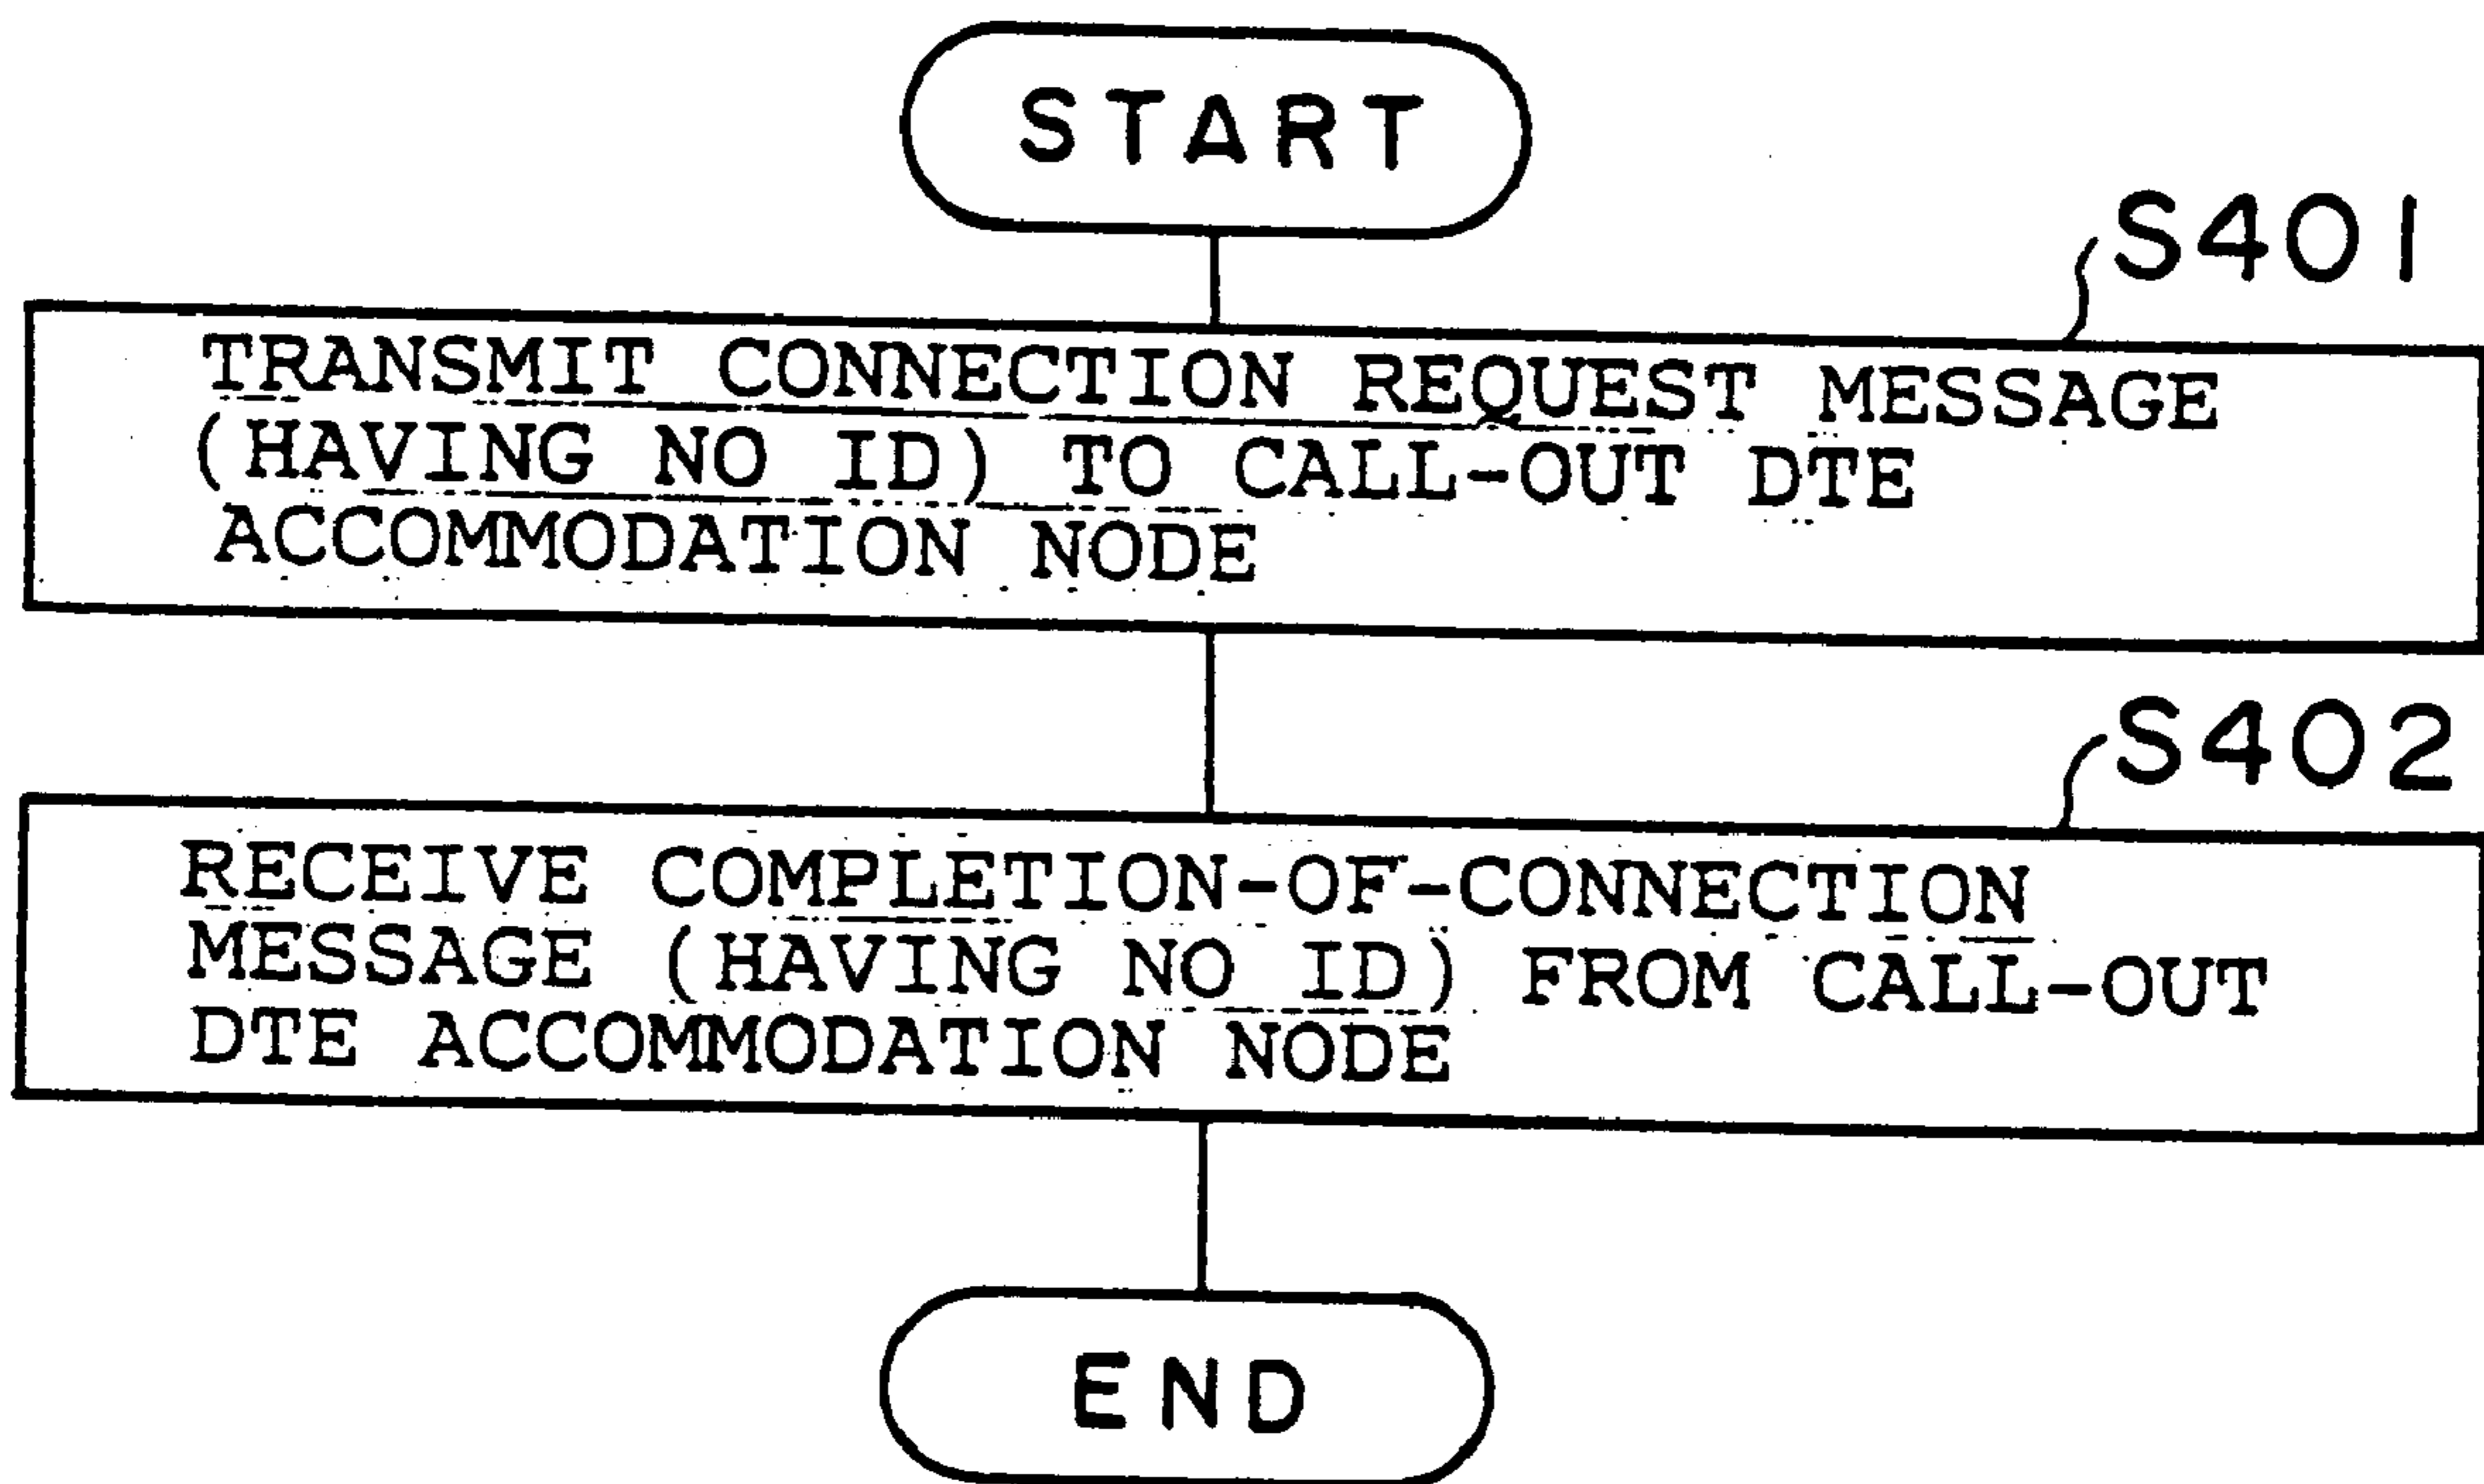 START
S401
TRANSMIT CONNECTION REQUEST MESSAGE
(HAVING NO ID) TO CALL-OUT DTE
ACCOMMODATION NODE
S402
RECEIVE COMPLETION-OF-CONNECTION
MESSAGE (HAVING NO ID) FROM CALL-OUT
DTE ACCOMMODATION NODE
END